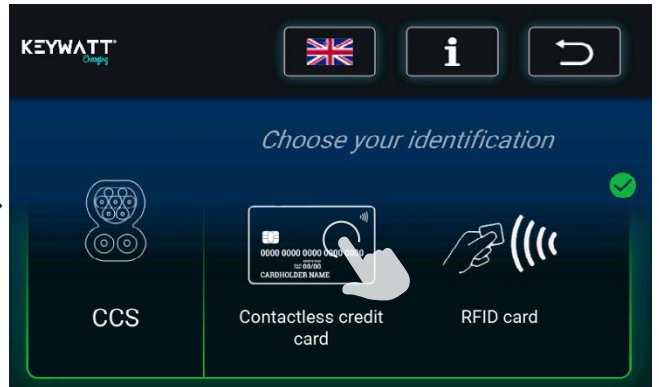 KEYWATT
Charging
i
Choose your identification
0000 0000 0000 0000 0000
00/00
CARDHOLDER NAME
CCS
Contactless credit
card
RFID card